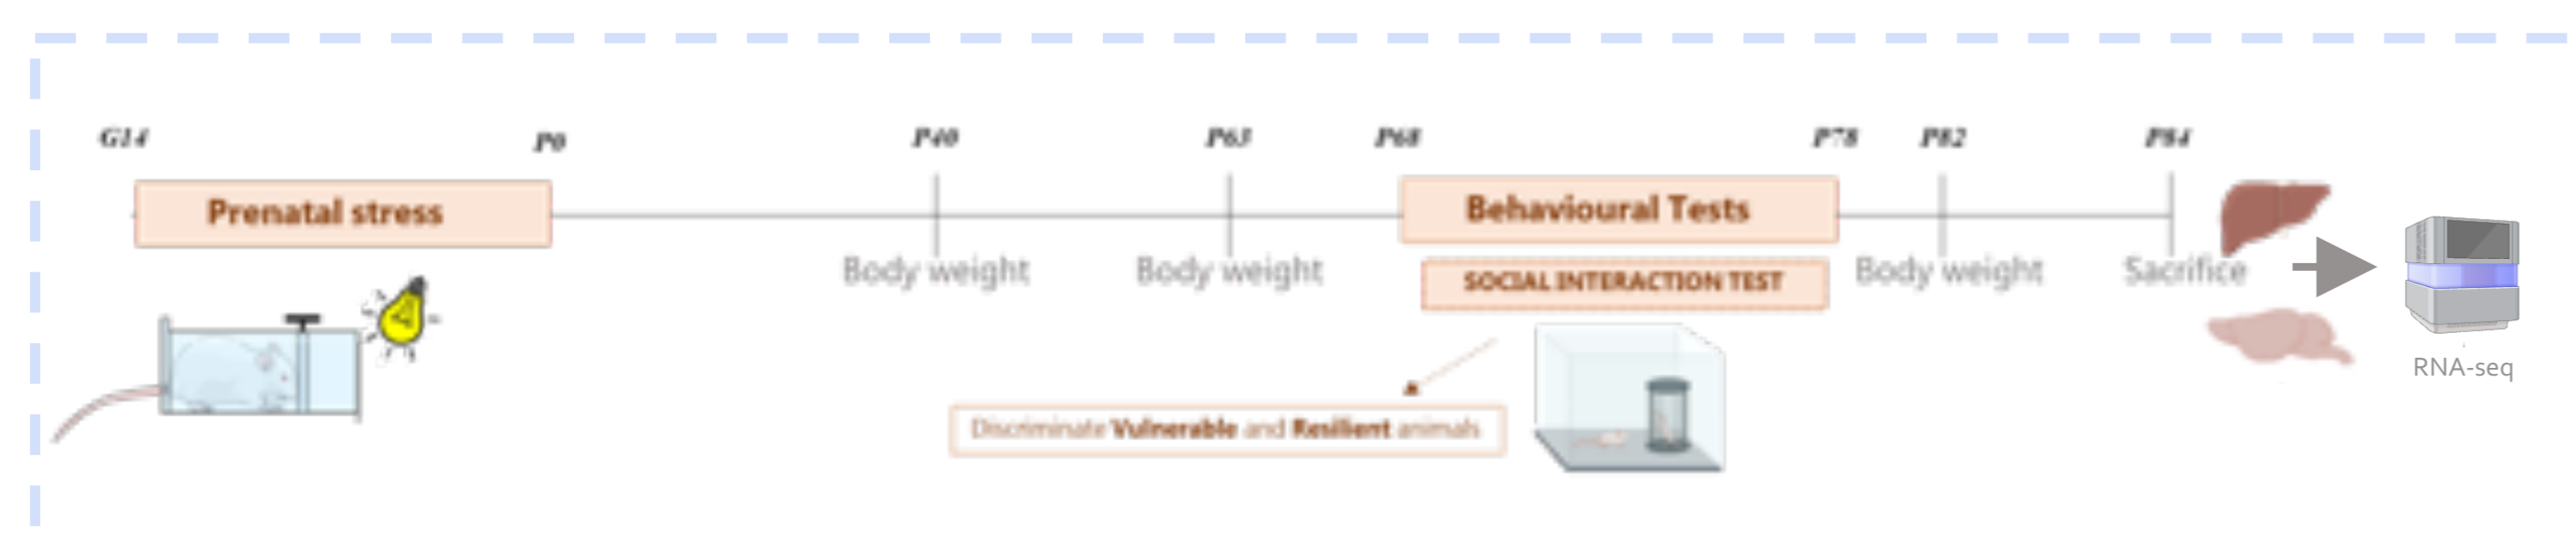 G14 P0 P40 P65 P68 P78 P82 P84
Prenatal stress
Behavioural Tests
Body weight Body weight Body weight Sacrifice
SOCIAL INTERACTION TEST
RNA-seq
Discriminate Vulnerable and Resilient animals